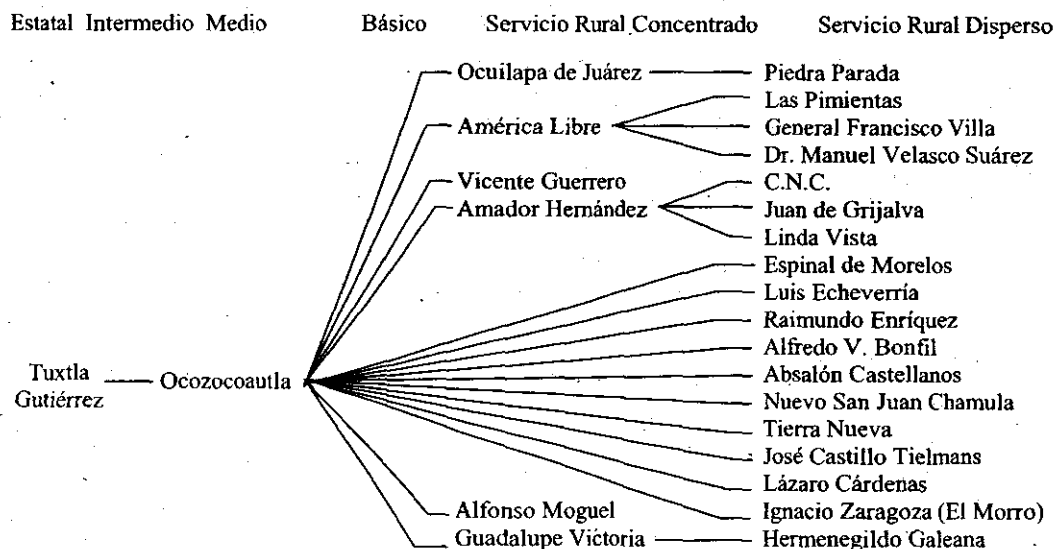 Estatal Intermedio Medio Básico Servicio Rural Concentrado Servicio Rural Disperso
Ocuilapa de Juárez Piedra Parada
Las Pimientas
América Libre General Francisco Villa
Dr. Manuel Velasco Suárez
Vicente Guerrero C.N.C.
Amador Hernández Juan de Grijalva
Linda Vista
Espinal de Morelos
Luis Echeverría
Raimundo Enríquez
Alfredo V. Bonfil
Tuxtla Gutiérrez Ocozocoautla Absalón Castellanos
Nuevo San Juan Chamula
Tierra Nueva
José Castillo Tielmans
Lázaro Cárdenas
Alfonso Moguel Ignacio Zaragoza (El Morro)
Guadalupe Victoria Hermenegildo Galeana